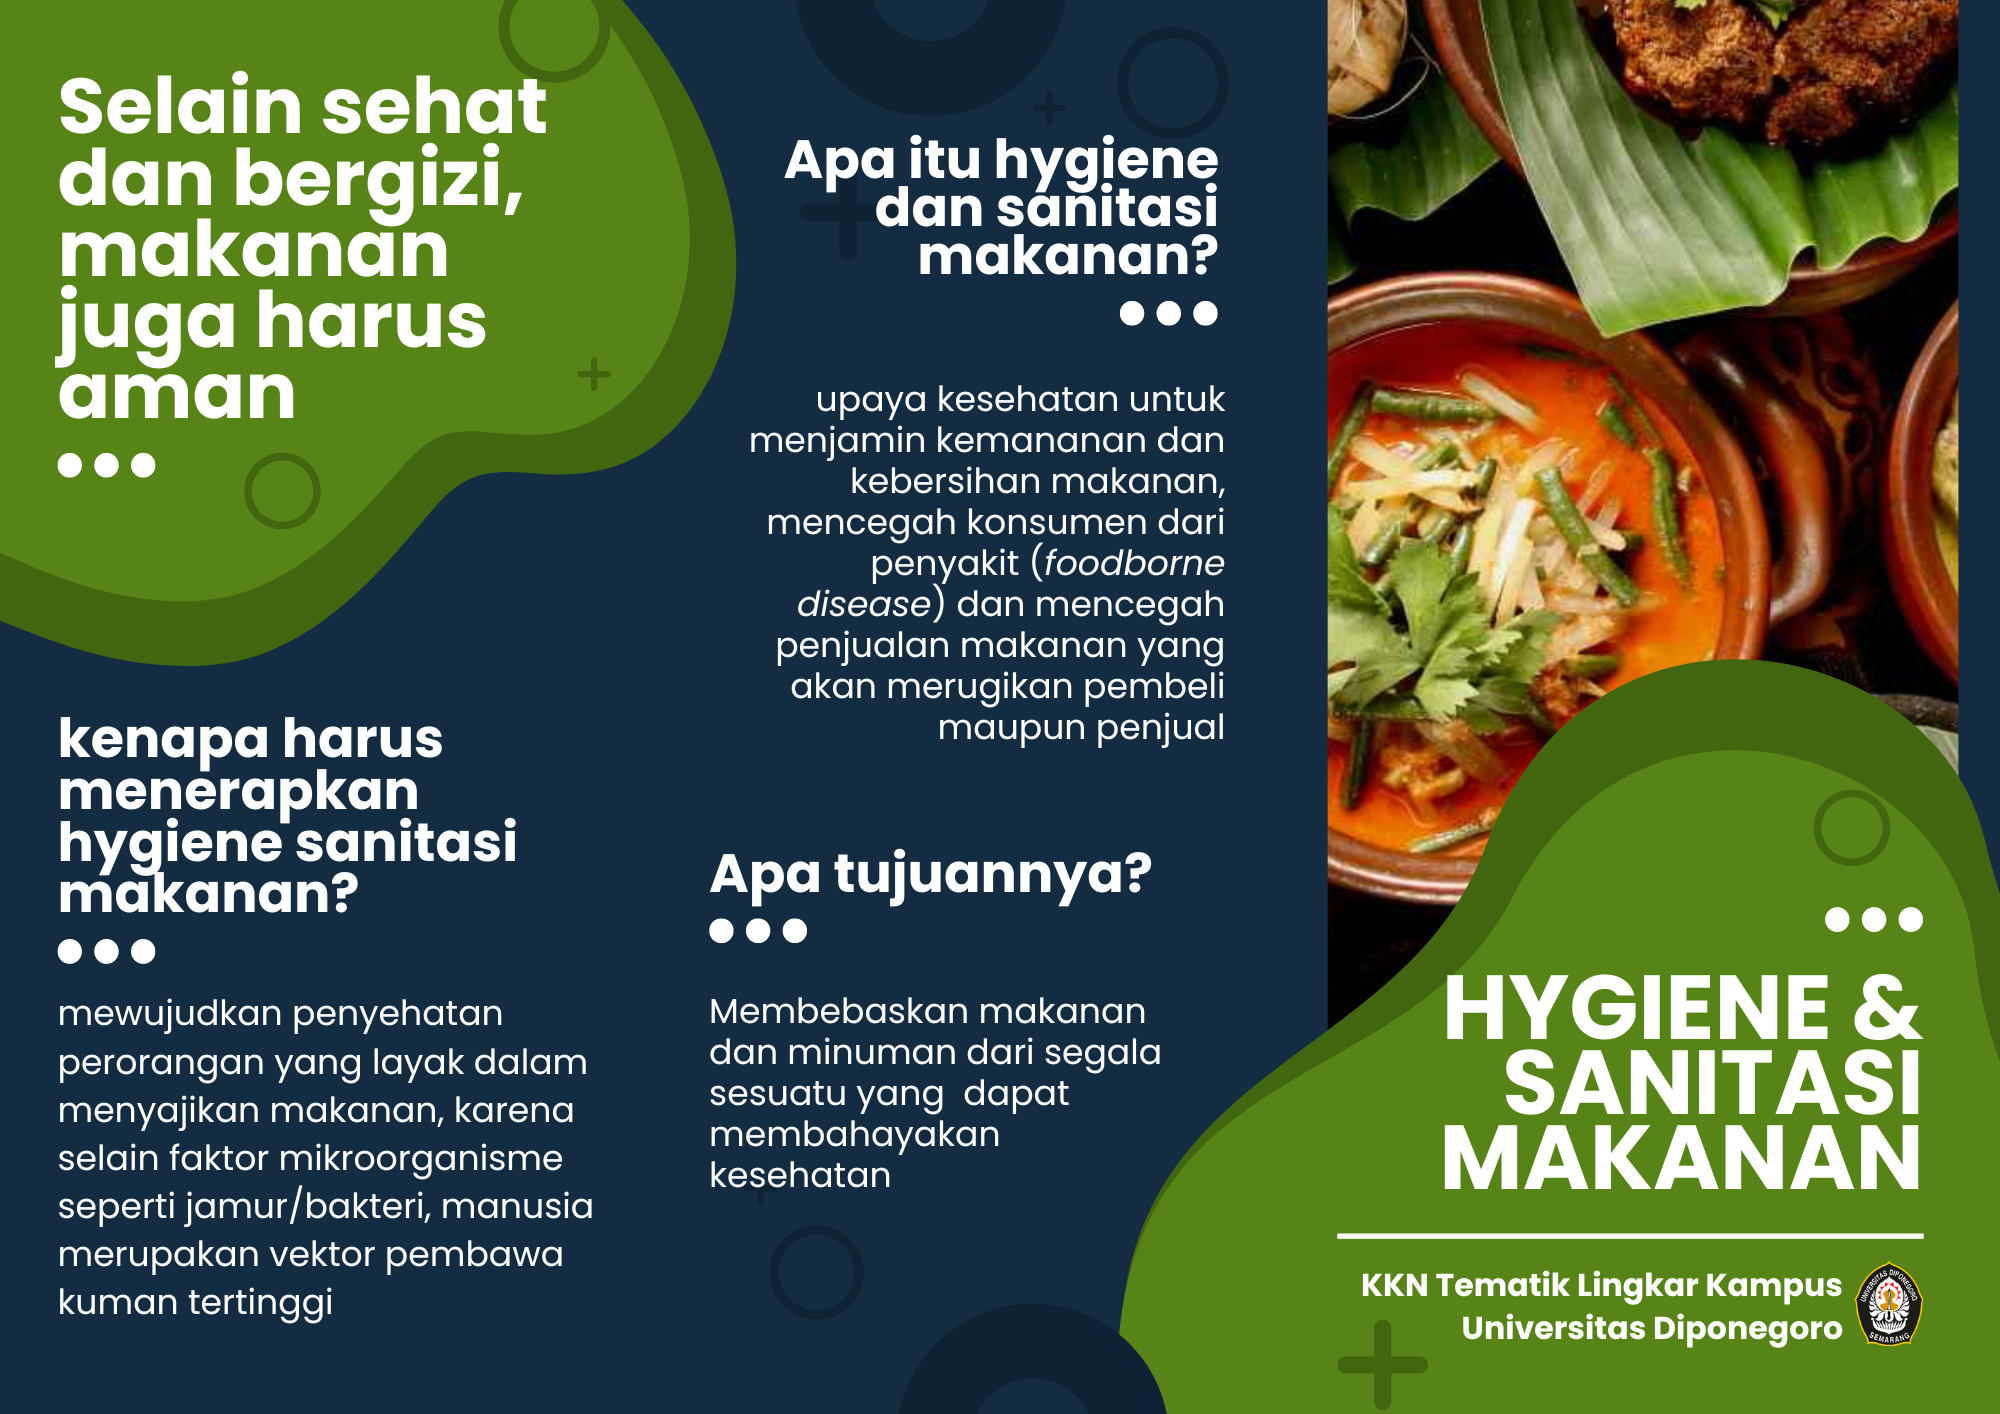 Selain sehat
dan bergizi,
makanan
juga harus
aman
kenapa harus
menerapkan
hygiene sanitasi
makanan?
mewujudkan penyehatan
perorangan yang layak dalam
menyajikan makanan, karena
selain faktor mikroorganisme
seperti jamur/bakteri, manusia
merupakan vektor pembawa
kuman tertinggi
Apa itu hygiene
dan sanitasi
makanan?
upaya kesehatan untuk
menjamin kemananan dan
kebersihan makanan,
mencegah konsumen dari
penyakit (foodborne
disease) dan mencegah
penjualan makanan yang
akan merugikan pembeli
maupun penjual
Apa tujuannya?
Membebaskan makanan
dan minuman dari segala
sesuatu yang  dapat
membahayakan
kesehatan
HYGIENE &
SANITASI
MAKANAN
KKN Tematik Lingkar Kampus
Universitas Diponegoro
UNIVERSITAS DIPONEGORO
SEMARANG